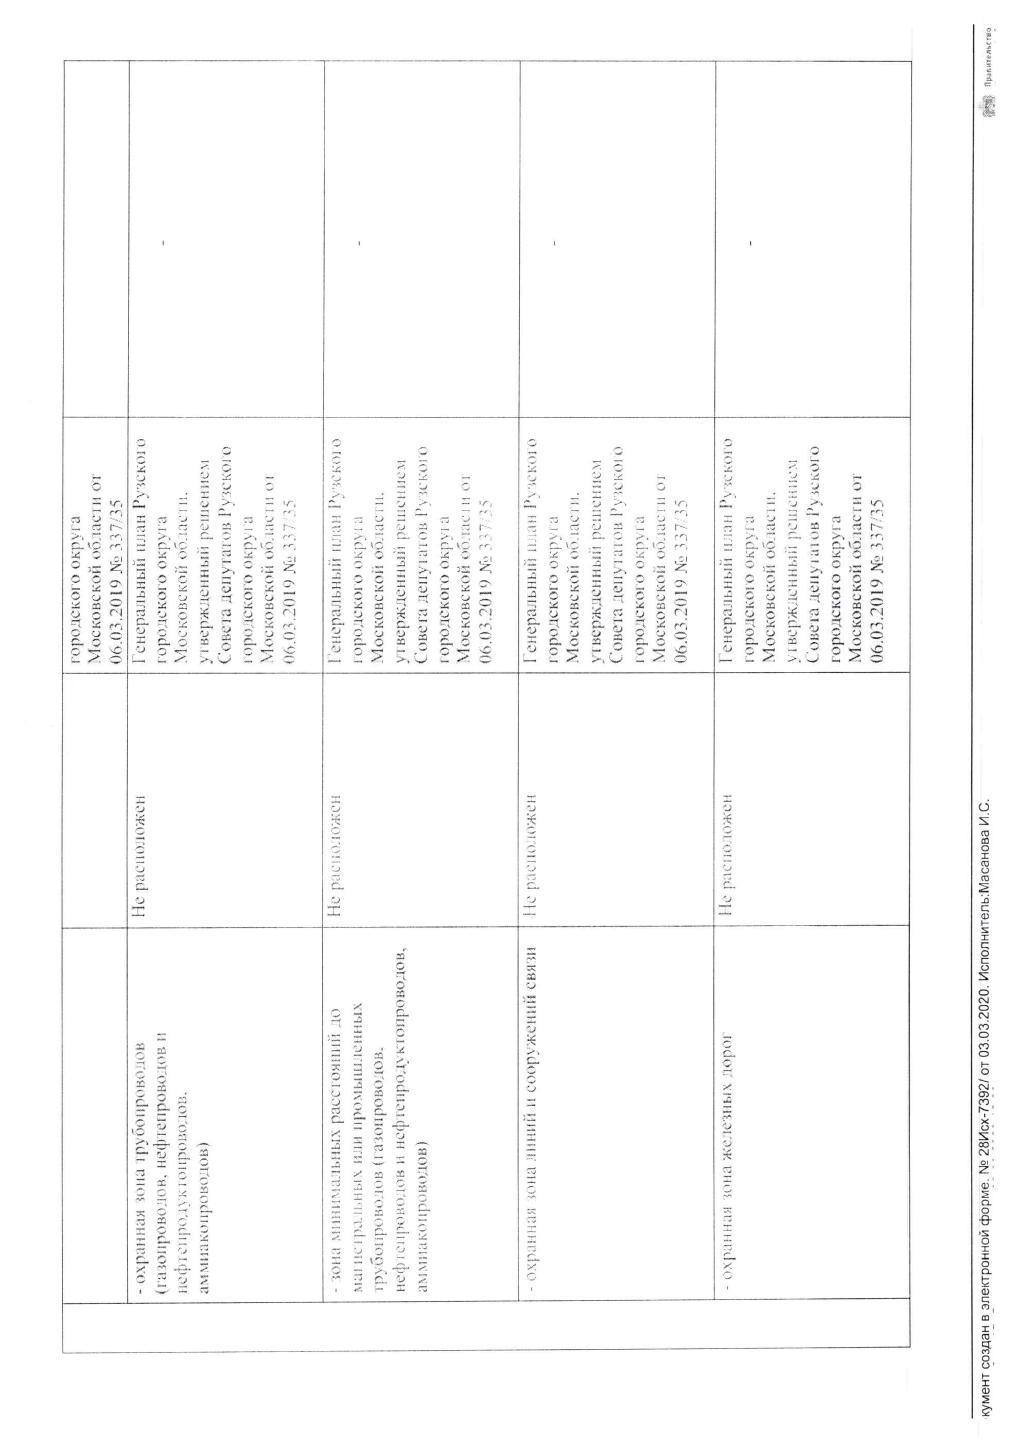 городского округа
Московской области от
06.03.2019 № 337/35
- охранная зона трубопроводов
(газопроводов, нефтепроводов и
нефтепродуктопроводов,
аммиакопроводов)
Не расположен
Генеральный план Рузского
городского округа
Московской области,
утвержденный решением
Совета депутатов Рузского
городского округа
Московской области от
06.03.2019 № 337/35
-
- зона минимальных расстояний до
магистральных или промышленных
трубопроводов (газопроводов,
нефтепроводов и нефтепродуктопроводов,
аммиакопроводов)
Не расположен
Генеральный план Рузского
городского округа
Московской области,
утвержденный решением
Совета депутатов Рузского
городского округа
Московской области от
06.03.2019 № 337/35
-
- охранная зона линий и сооружений связи
Не расположен
Генеральный план Рузского
городского округа
Московской области,
утвержденный решением
Совета депутатов Рузского
городского округа
Московской области от
06.03.2019 № 337/35
-
- охранная зона железных дорог
Не расположен
Генеральный план Рузского
городского округа
Московской области,
утвержденный решением
Совета депутатов Рузского
городского округа
Московской области от
06.03.2019 № 337/35
-
кумент создан в электронной форме. № 28Исх-7392/ от 03.03.2020. Исполнитель:Масанова И.С.
Правительство